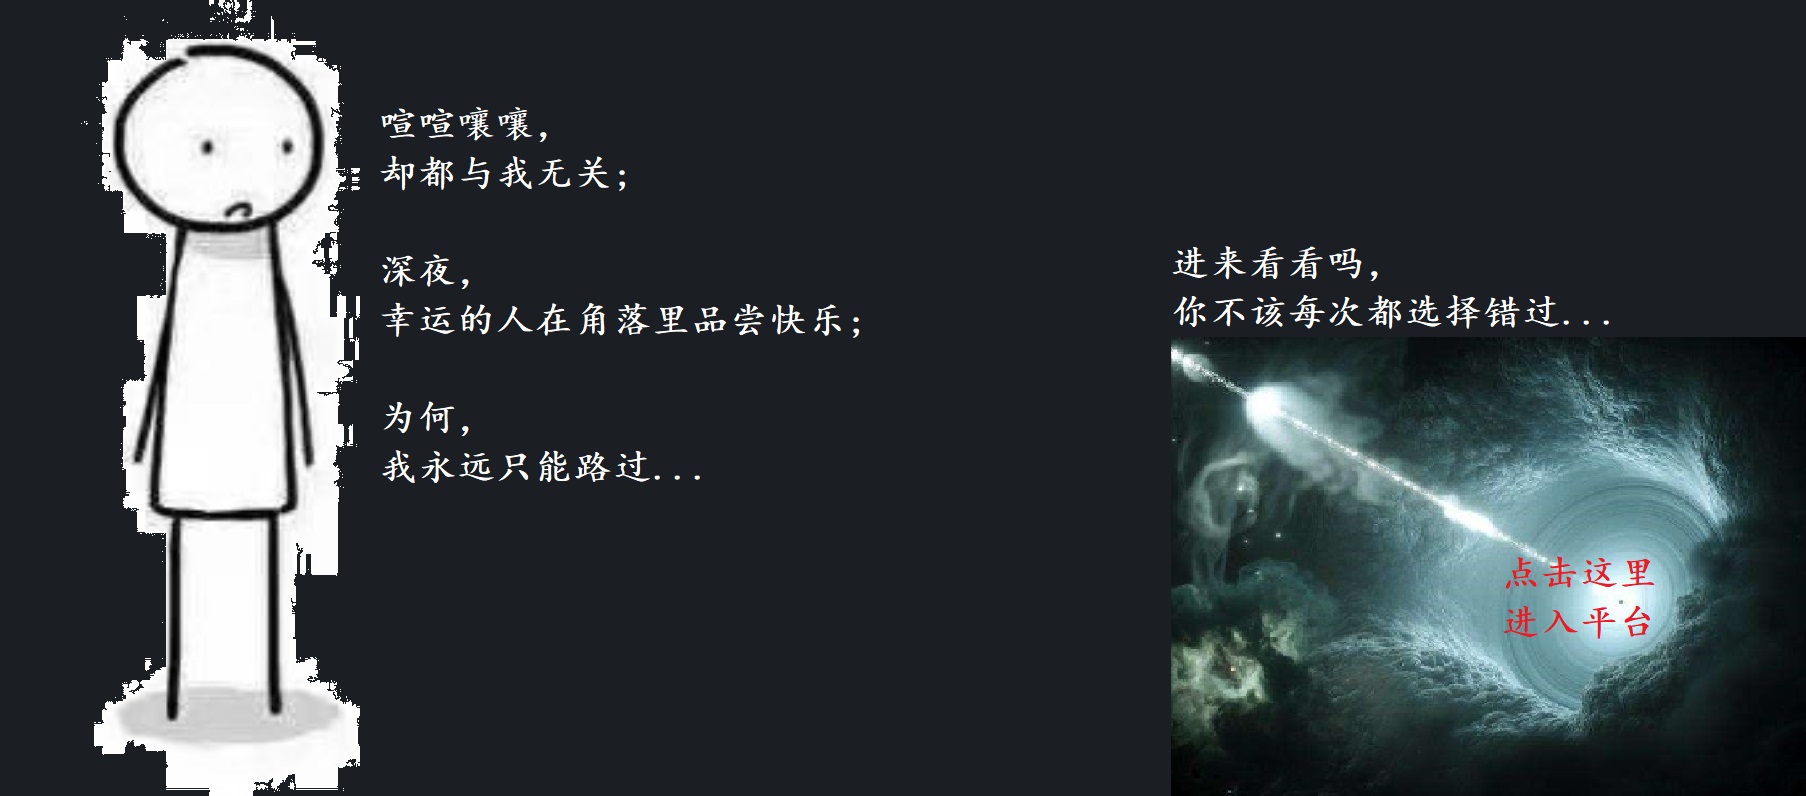 喧喧嚷嚷，
却都与我无关；
深夜，
幸运的人在角落里品尝快乐；
为何，
我永远只能路过...
进来看看吗，
你不该每次都选择错过...
点击这里
进入平台